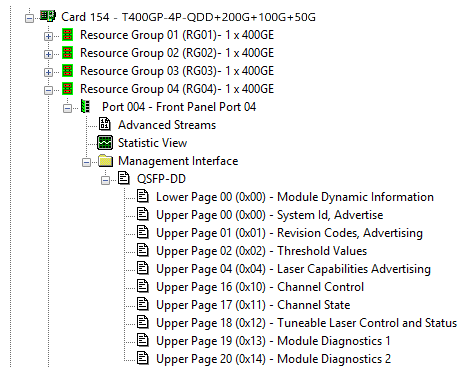 Card 154 - T400GP-4P-QDD+200G+100G+50G
Resource Group 01 (RG01)- 1 x 400GE
Resource Group 02 (RG02)- 1 x 400GE
Resource Group 03 (RG03)- 1 x 400GE
Resource Group 04 (RG04)- 1 x 400GE
Port 004 - Front Panel Port 04
Advanced Streams
Statistic View
Management Interface
QSFP-DD
Lower Page 00 (0x00) - Module Dynamic Information
Upper Page 00 (0x00) - System Id, Advertise
Upper Page 01 (0x01) - Revision Codes, Advertising
Upper Page 02 (0x02) - Threshold Values
Upper Page 04 (0x04) - Laser Capabilities Advertising
Upper Page 16 (0x10) - Channel Control
Upper Page 17 (0x11) - Channel State
Upper Page 18 (0x12) - Tuneable Laser Control and Status
Upper Page 19 (0x13) - Module Diagnostics 1
Upper Page 20 (0x14) - Module Diagnostics 2